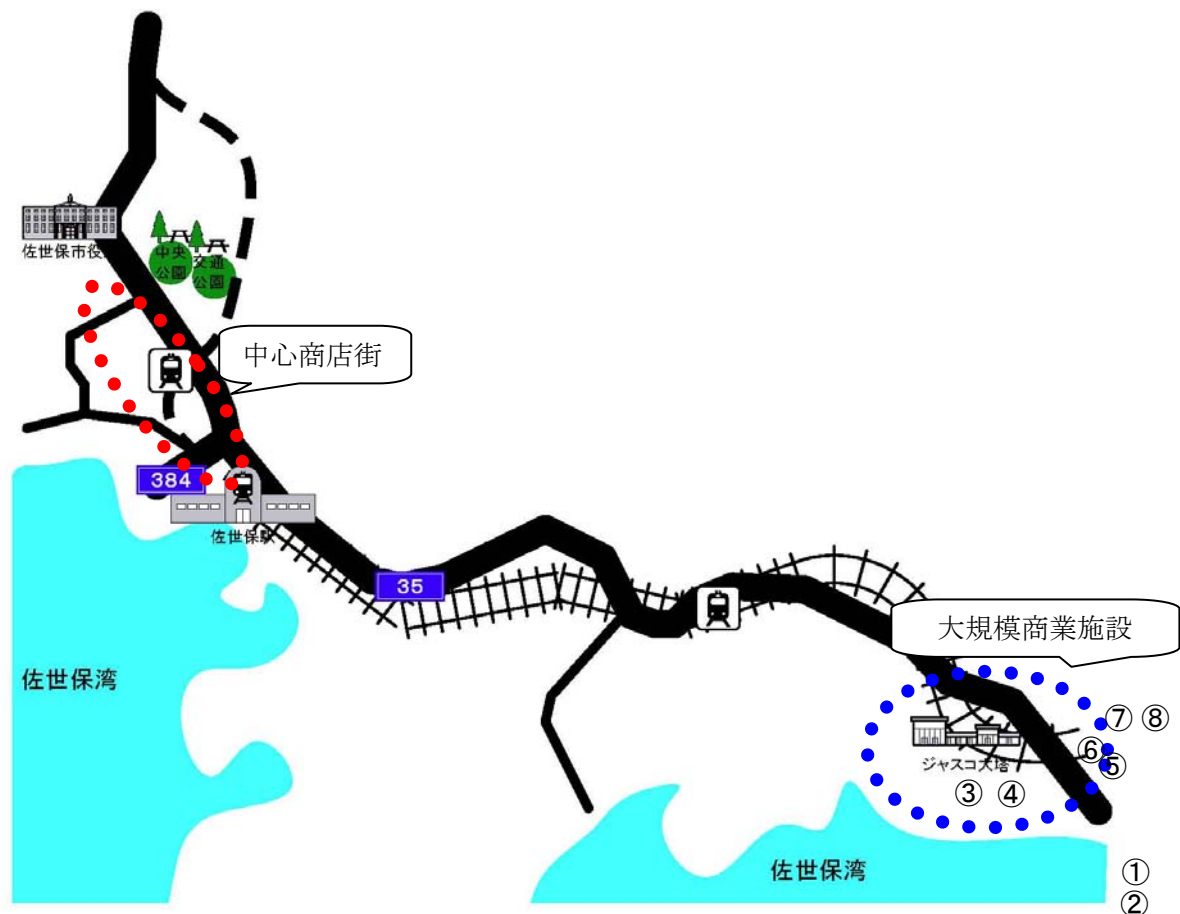 佐世保市役
中央
公園
交通
公園
中心商店街
384
佐世保駅
35
大規模商業施設
佐世保湾
⑦ ⑧
⑥
⑤
ジャスコ大塔
③ ④
佐世保湾
①
②